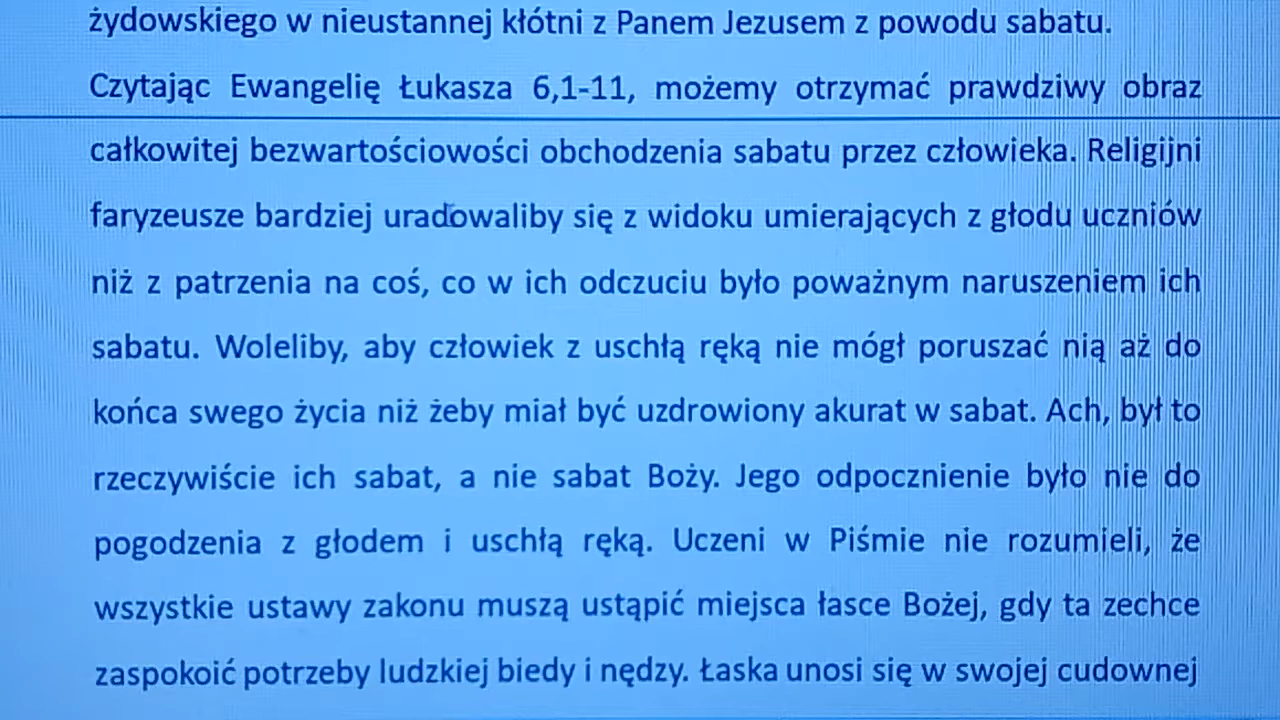 żydowskiego w nieustannej kłótni z Panem Jezusem z powodu sabatu.
Czytając Ewangelię Łukasza 6,1-11, możemy otrzymać prawdziwy obraz
całkowitej bezwartościowości obchodzenia sabatu przez człowieka. Religijni
faryzeusze bardziej uradowaliby się z widoku umierających z głodu uczniów
niż z patrzenia na coś, co w ich odczuciu było poważnym naruszeniem ich
sabatu. Woleliby, aby człowiek z uschłą ręką nie mógł poruszać nią aż do
końca swego życia niż żeby miał być uzdrowiony akurat w sabat. Ach, był to
rzeczywiście ich sabat, a nie sabat Boży. Jego odpocznienie było nie do
pogodzenia z głodem i uschłą ręką. Uczeni w Piśmie nie rozumieli, że
wszystkie ustawy zakonu muszą ustąpić miejsca łasce Bożej, gdy ta zechce
zaspokoić potrzeby ludzkiej biedy i nędzy. Łaska unosi się w swojej cudownej